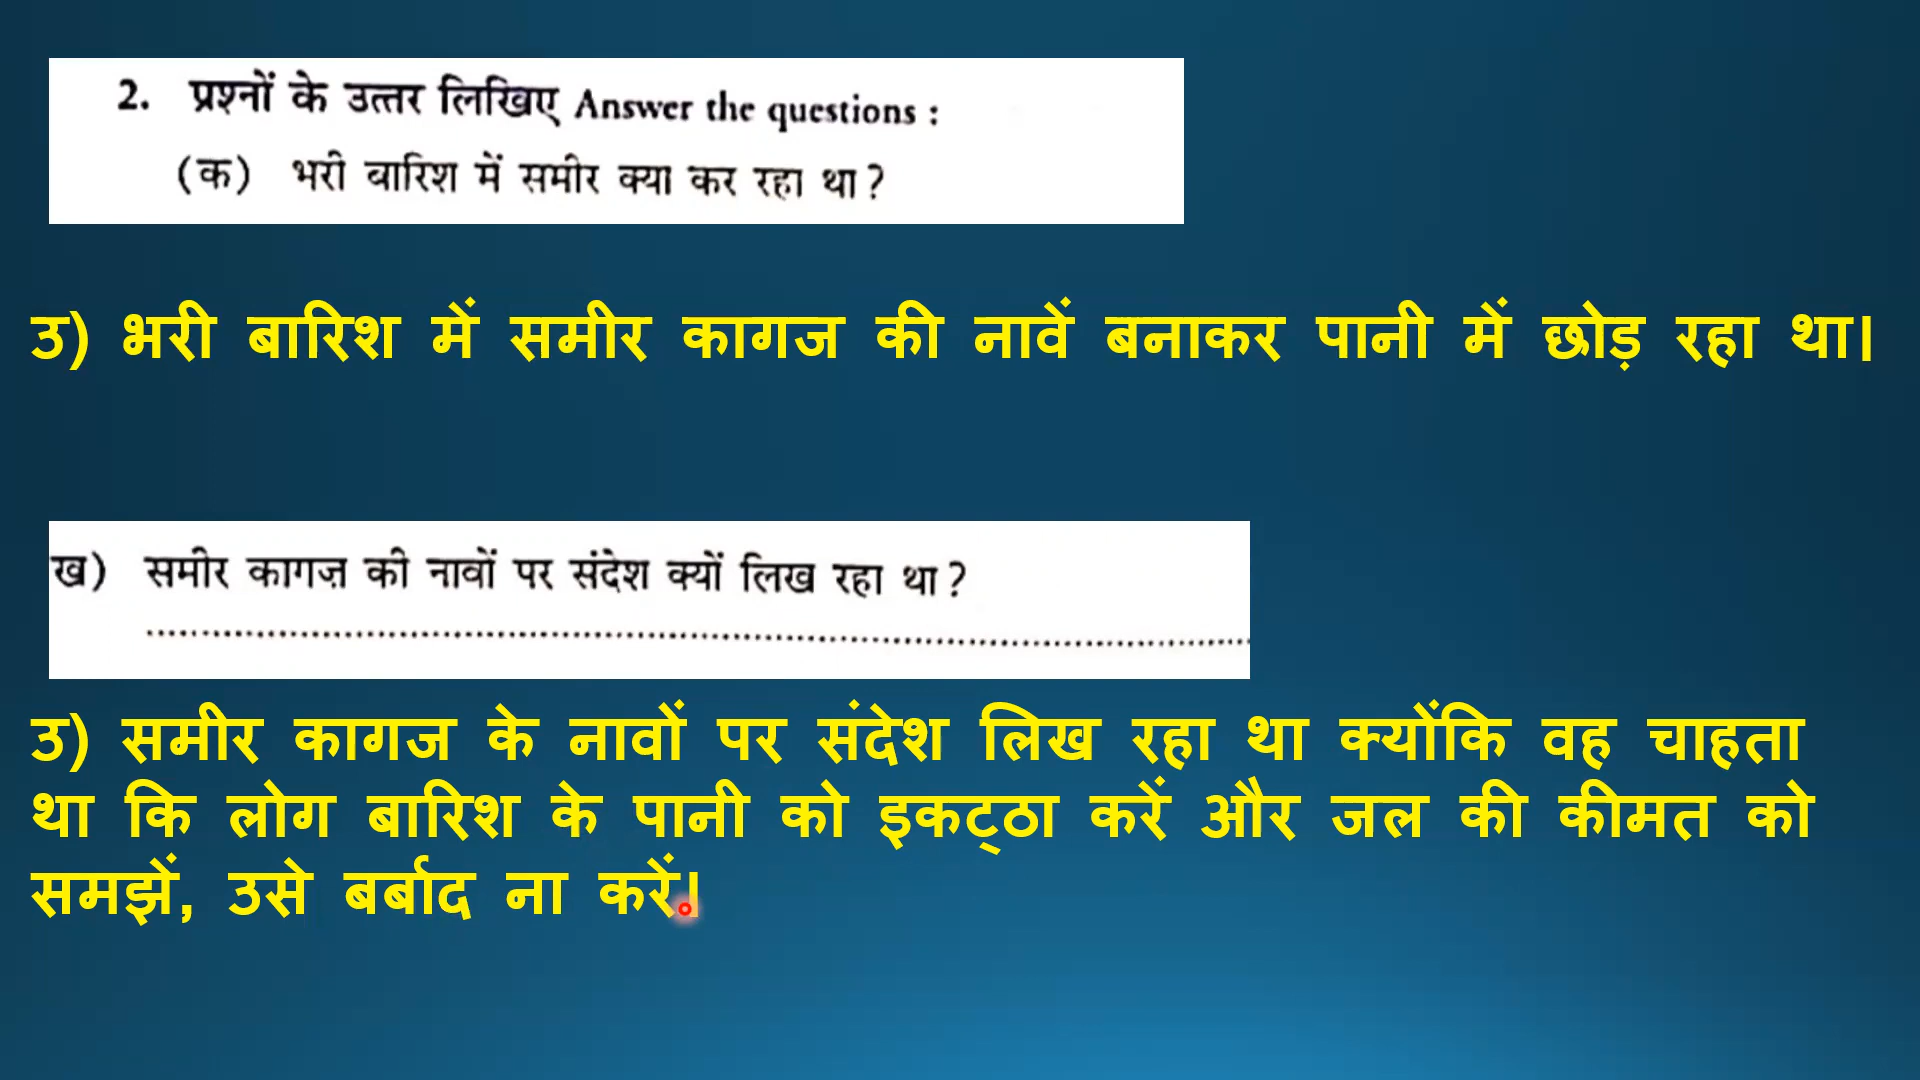 2. प्रश्नों के उत्तर लिखिए Answer the questions :
(क) भरी बारिश में समीर क्या कर रहा था?
उ) भरी बारिश में समीर कागज की नावें बनाकर पानी में छोड़ रहा था।
ख) समीर कागज़ की नावों पर संदेश क्यों लिख रहा था?
उ) समीर कागज के नावों पर संदेश लिख रहा था क्योंकि वह चाहता
था कि लोग बारिश के पानी को इकट्ठा करें और जल की कीमत को
समझें, उसे बर्बाद ना करें।